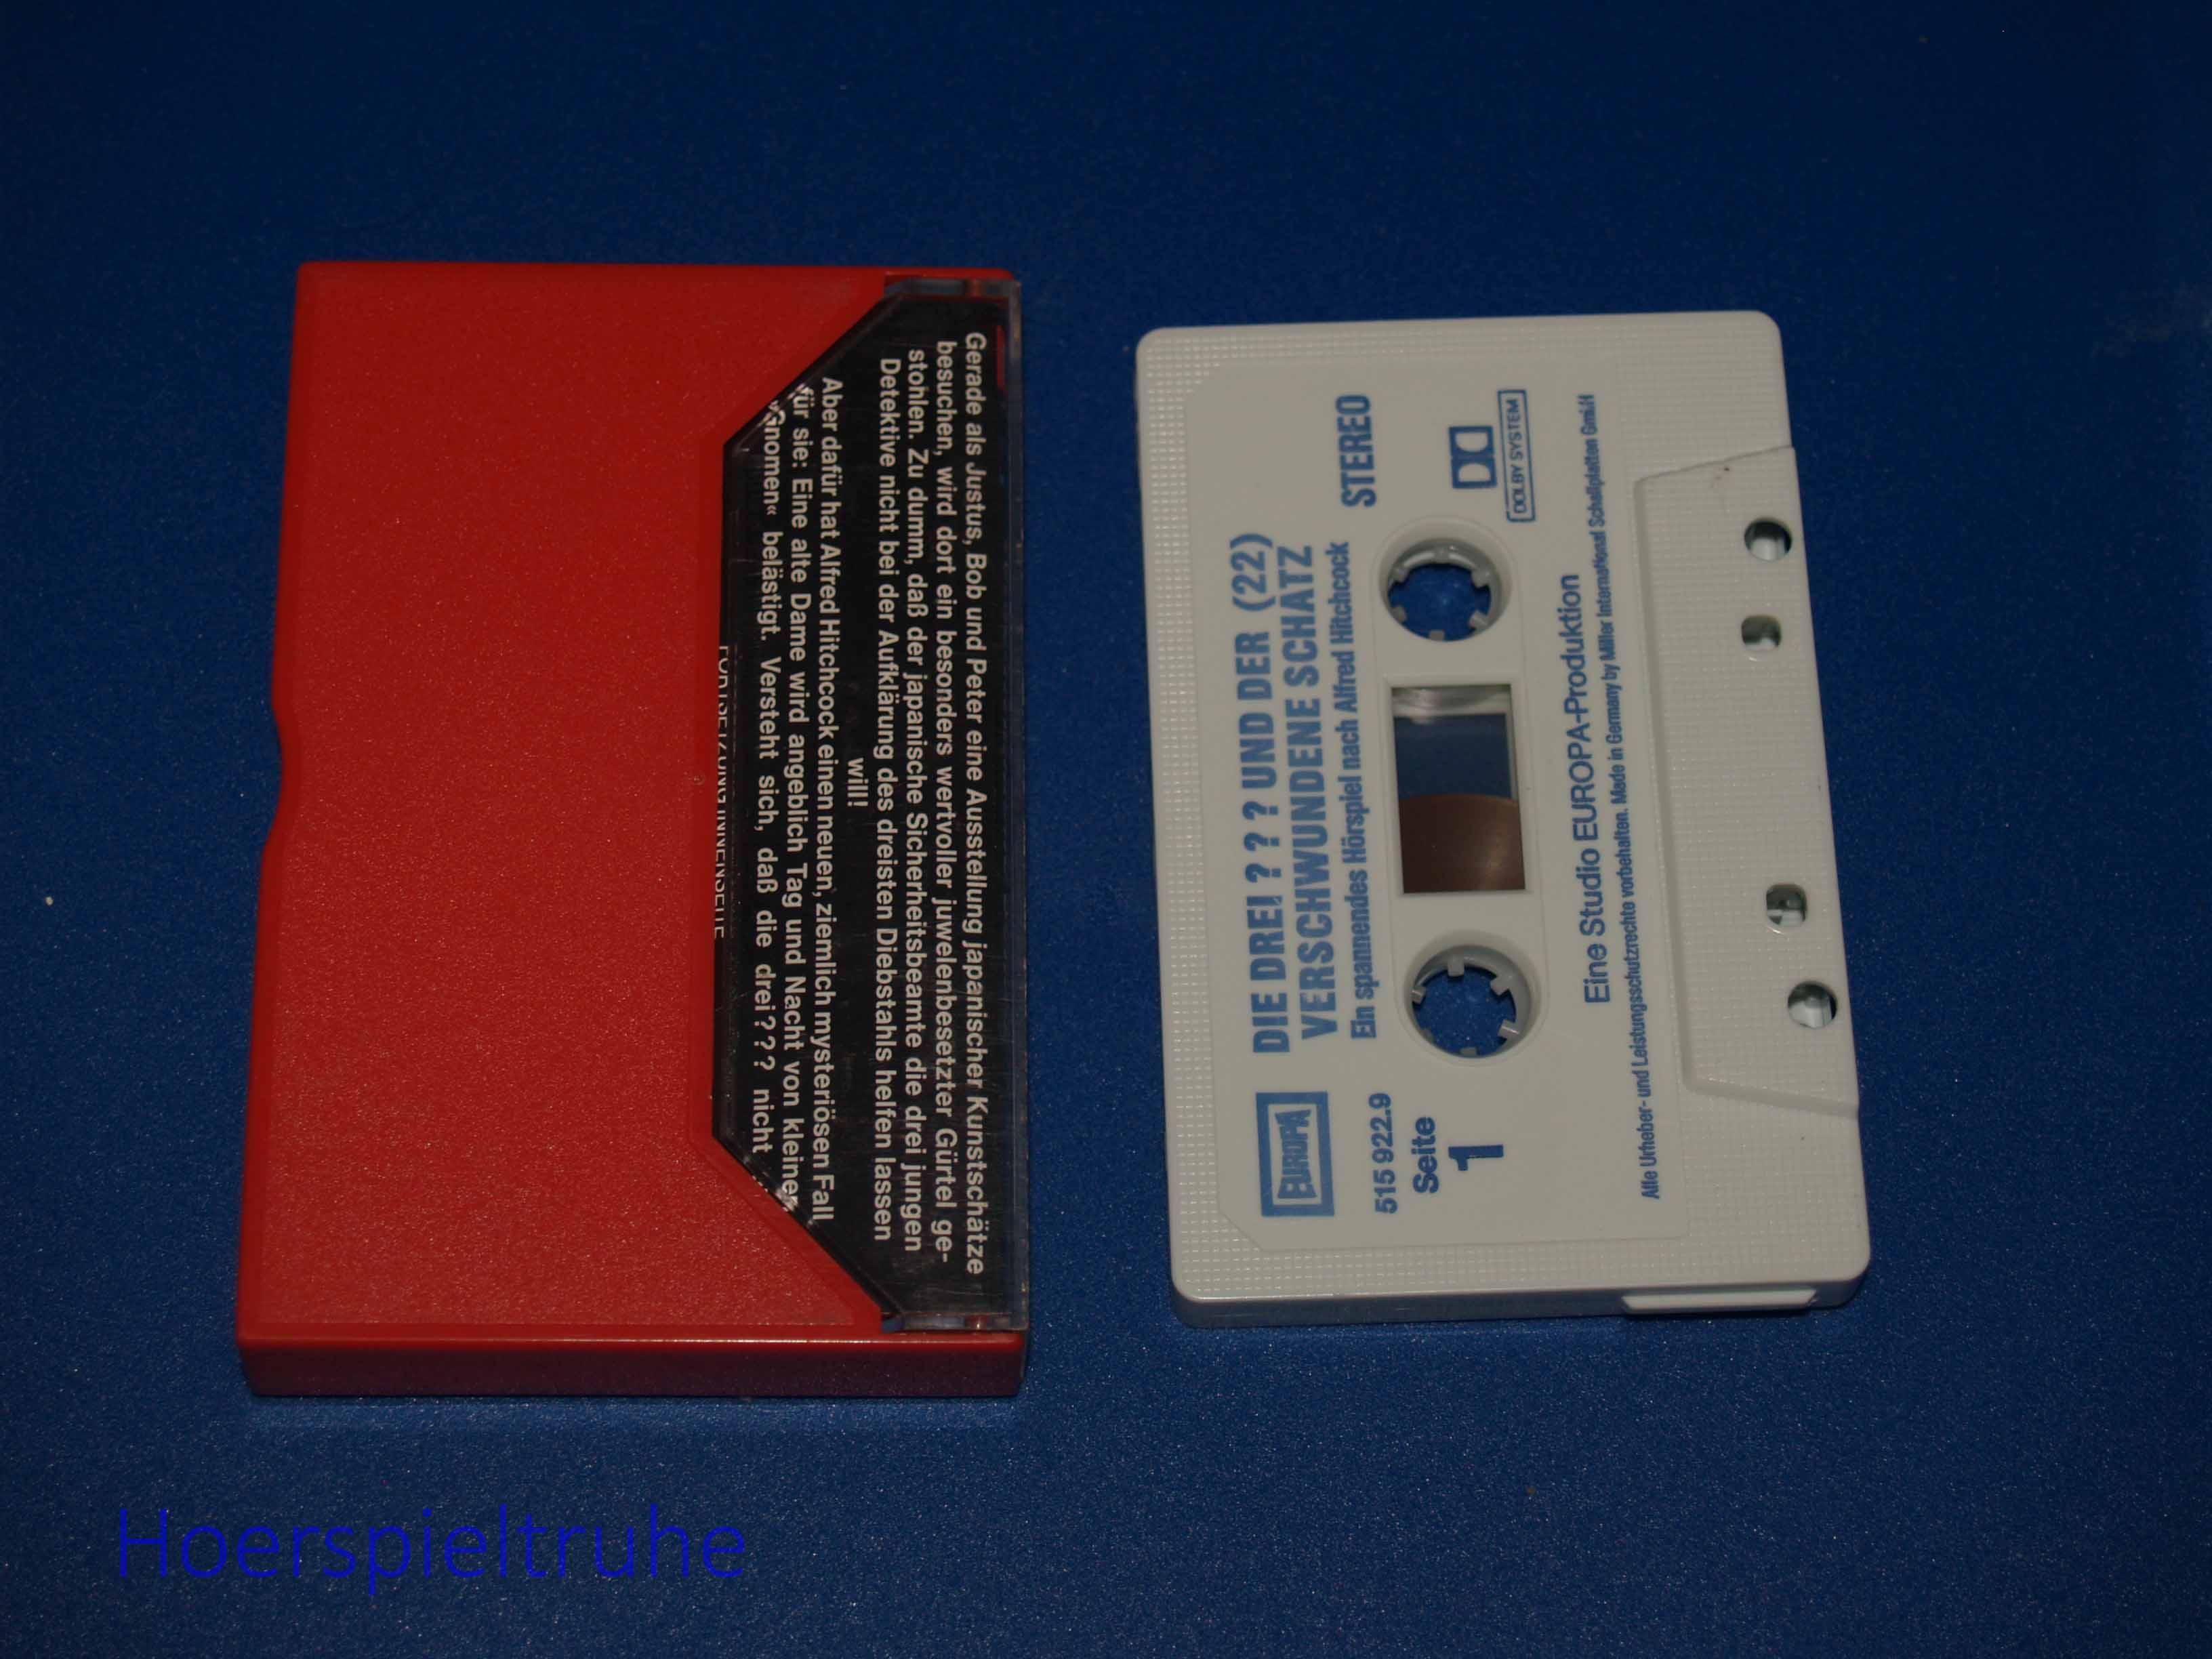 Gerade als Justus, Bob und Peter eine Ausstellung japanischer Kunstschätze
besuchen, wird dort ein besonders wertvoller juwelenbesetzter Gürtel ge-
stohlen. Zu dumm, daß der japanische Sicherheitsbeamte die drei jungen
Detektive nicht bei der Aufklärung des dreisten Diebstahls helfen lassen
will!
Aber dafür hat Alfred Hitchcock einen neuen, ziemlich mysteriösen Fall
für sie: Eine alte Dame wird angeblich Tag und Nacht von kleinen
»Gnomen« belästigt. Versteht sich, daß die drei??? nicht
FORTSETZUNG INNENSEITE
EUROPA
DIE DREI ? ? ? UND DER (22)
VERSCHWUNDENE SCHATZ
Ein spannendes Hörspiel nach Alfred Hitchcock
515 922.9
STEREO
Seite
1
DOLBY SYSTEM
Eine Studio EUROPA-Produktion
Alle Urheber- und Leistungsschutzrechte vorbehalten. Made in Germany by Miller International Schallplatten GmbH
Hoerspieltruhe